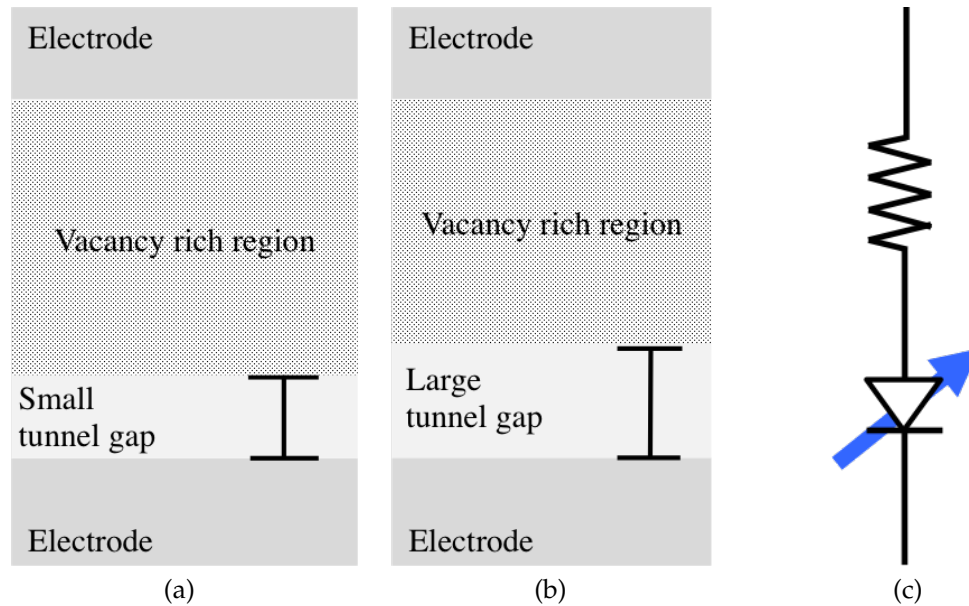 Electrode
Vacancy rich region
Small
tunnel gap
Electrode
(a)
Electrode
Vacancy rich region
Large
tunnel gap
Electrode
(b)
(c)